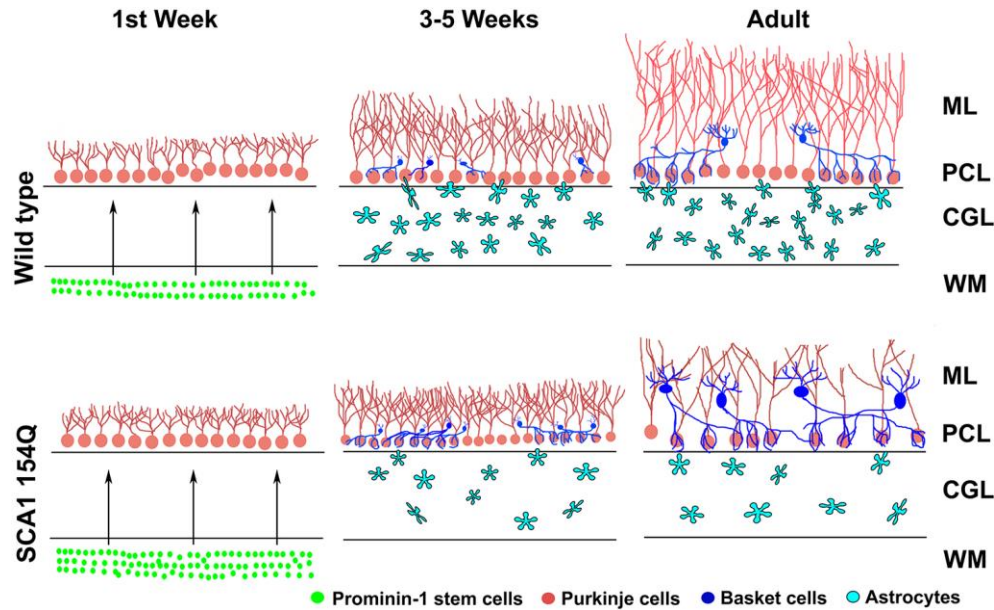 1st Week
3-5 Weeks
Adult
Wild type
ML
PCL
CGL
WM
SCA1 154Q
ML
PCL
CGL
WM
Prominin-1 stem cells
Purkinje cells
Basket cells
Astrocytes